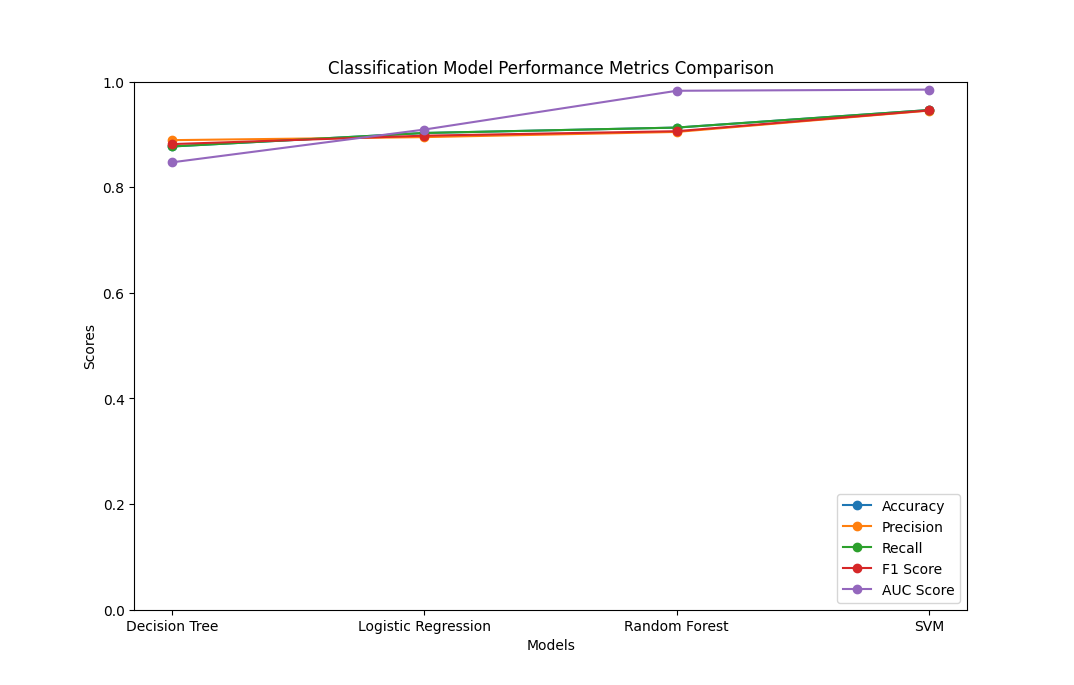 Classification Model Performance Metrics Comparison
1.0
0.8
0.6
0.4
0.2
0.0
Scores
Decision Tree
Logistic Regression
Random Forest
SVM
Models
Accuracy
Precision
Recall
F1 Score
AUC Score